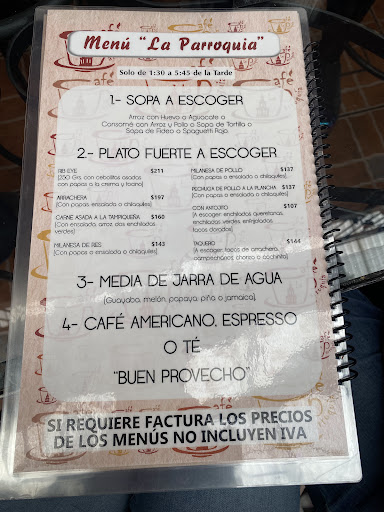 Menú "La Parroquia"
Solo de 1:30 a 5:45 de la Tarde
1- SOPA A ESCOGER
Arroz con Huevo o Aguacate o
Consomé con Arroz y Pollo o Sopa de Tortilla o
Sopa de Fideo o Spaguetti Rojo.
2- PLATO FUERTE A ESCOGER
RIB EYE $211
(250 Grs. con cebollitas asadas
con papas a la crema y tocino)
ARRACHERA $197
(Con papas ensalada o chilaquiles)
CARNE ASADA A LA TAMPIQUEÑA $160
(Con ensalada, arroz, dos enchiladas
verdes)
MILANESA DE RES $143
(Con papas o ensalada o chilaquiles)
MILANESA DE POLLO $137
(Con papas ensalada o chilaquiles)
PECHUGA DE POLLO A LA PLANCHA $137
(Con papas ensalada o chilaquiles)
CON ANTOJITO $107
(A escoger: enchiladas queretanas,
enchiladas verdes, enfrijoladas,
tacos dorados)
TAQUERO $144
(A escoger, tacos de arrachera,
campechanos, chorizo o cochinito)
3- MEDIA DE JARRA DE AGUA
(Guayaba, melón, papaya, piña o jamaica)
4- CAFÉ AMERICANO, ESPRESSO
O TÉ
"BUEN PROVECHO"
SI REQUIERE FACTURA LOS PRECIOS
DE LOS MENÚS NO INCLUYEN IVA